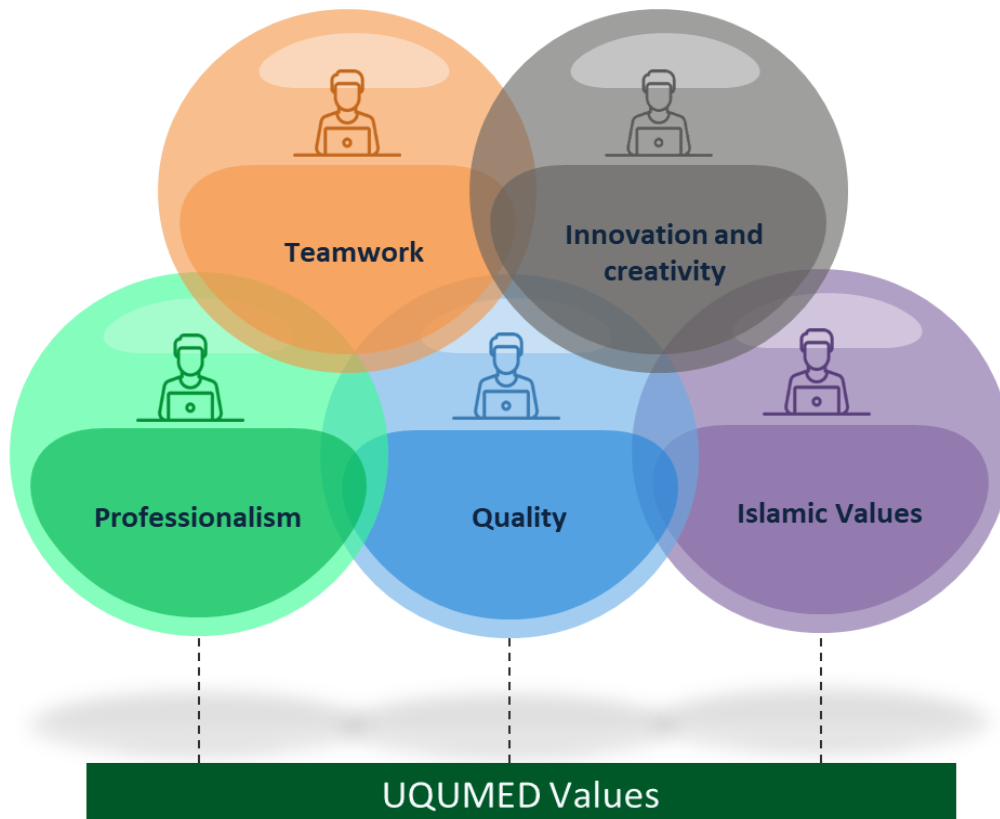 Teamwork
Innovation and
creativity
Professionalism
Quality
Islamic Values
UQUMED Values